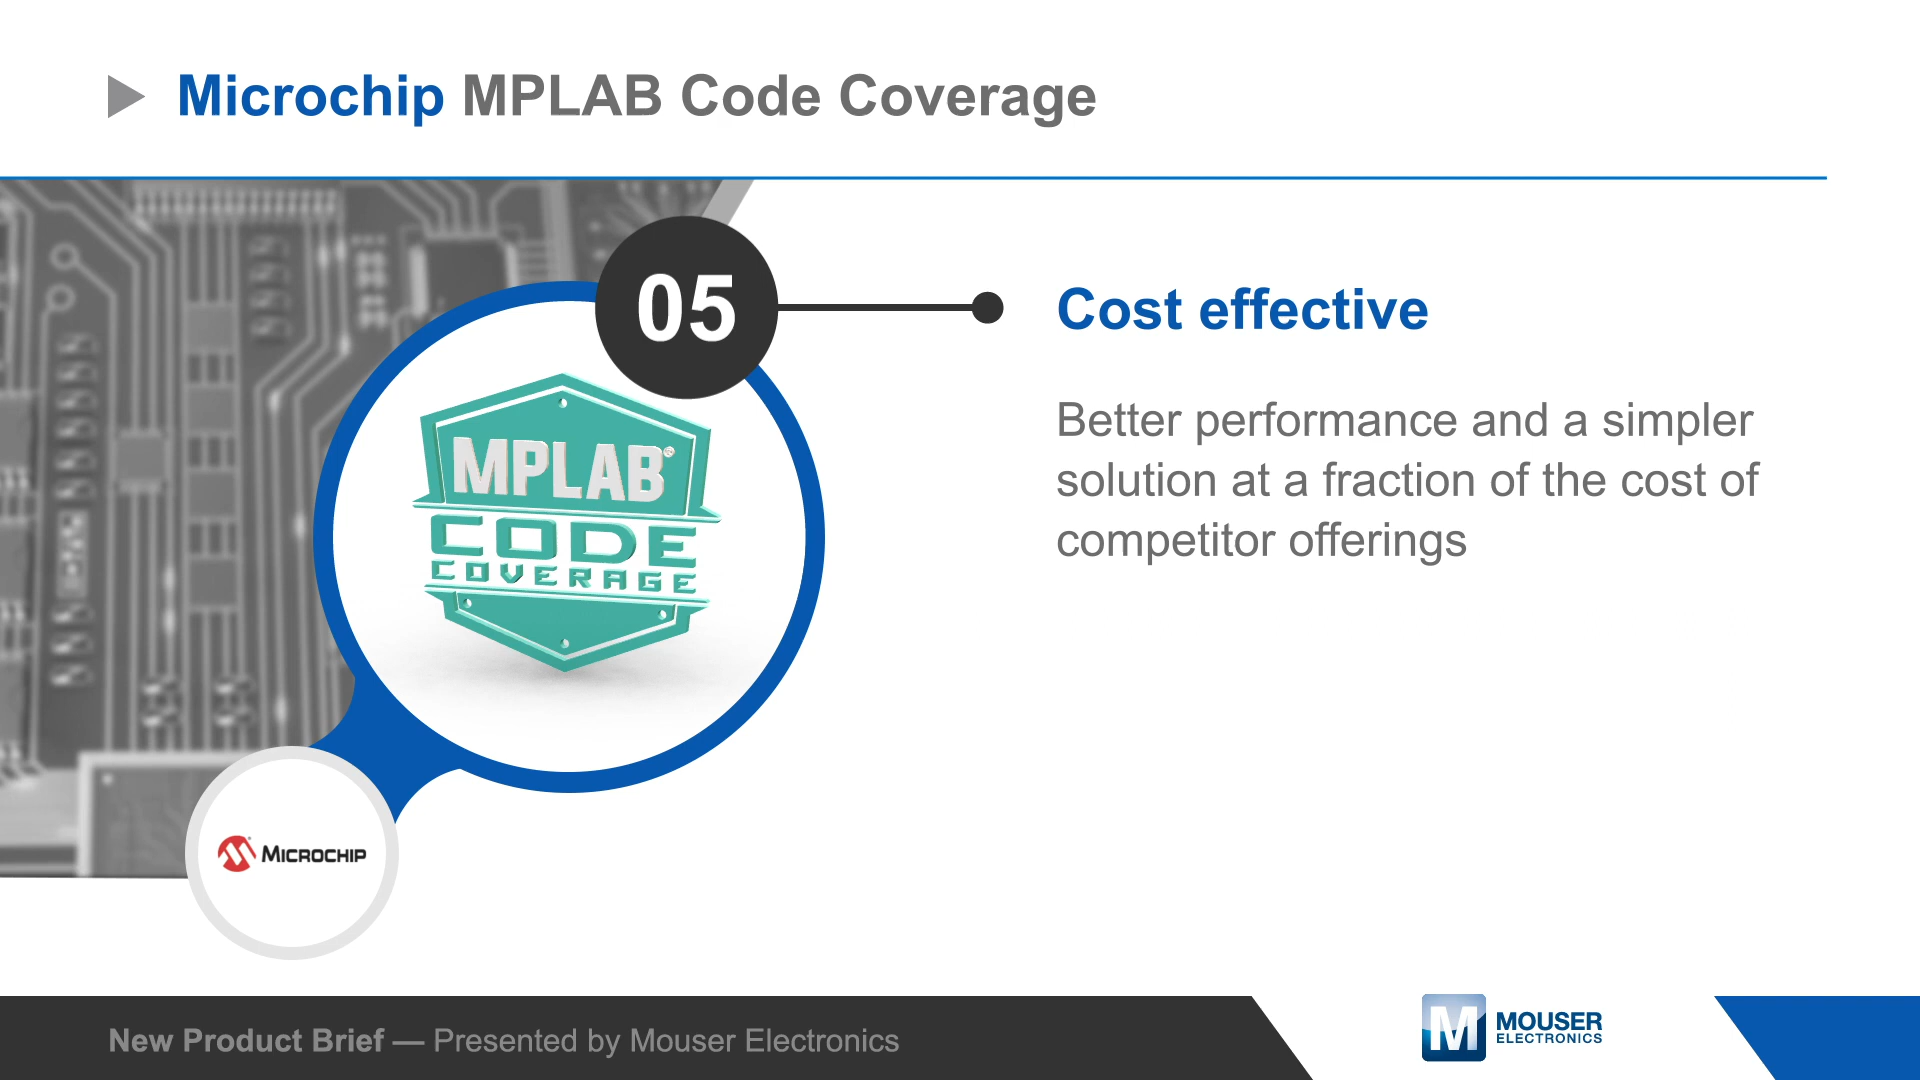 Microchip MPLAB Code Coverage
05
Cost effective
Better performance and a simpler
solution at a fraction of the cost of
competitor offerings
MPLAB®
CODE
COVERAGE
MICROCHIP
New Product Brief — Presented by Mouser Electronics
M
MOUSER
ELECTRONICS